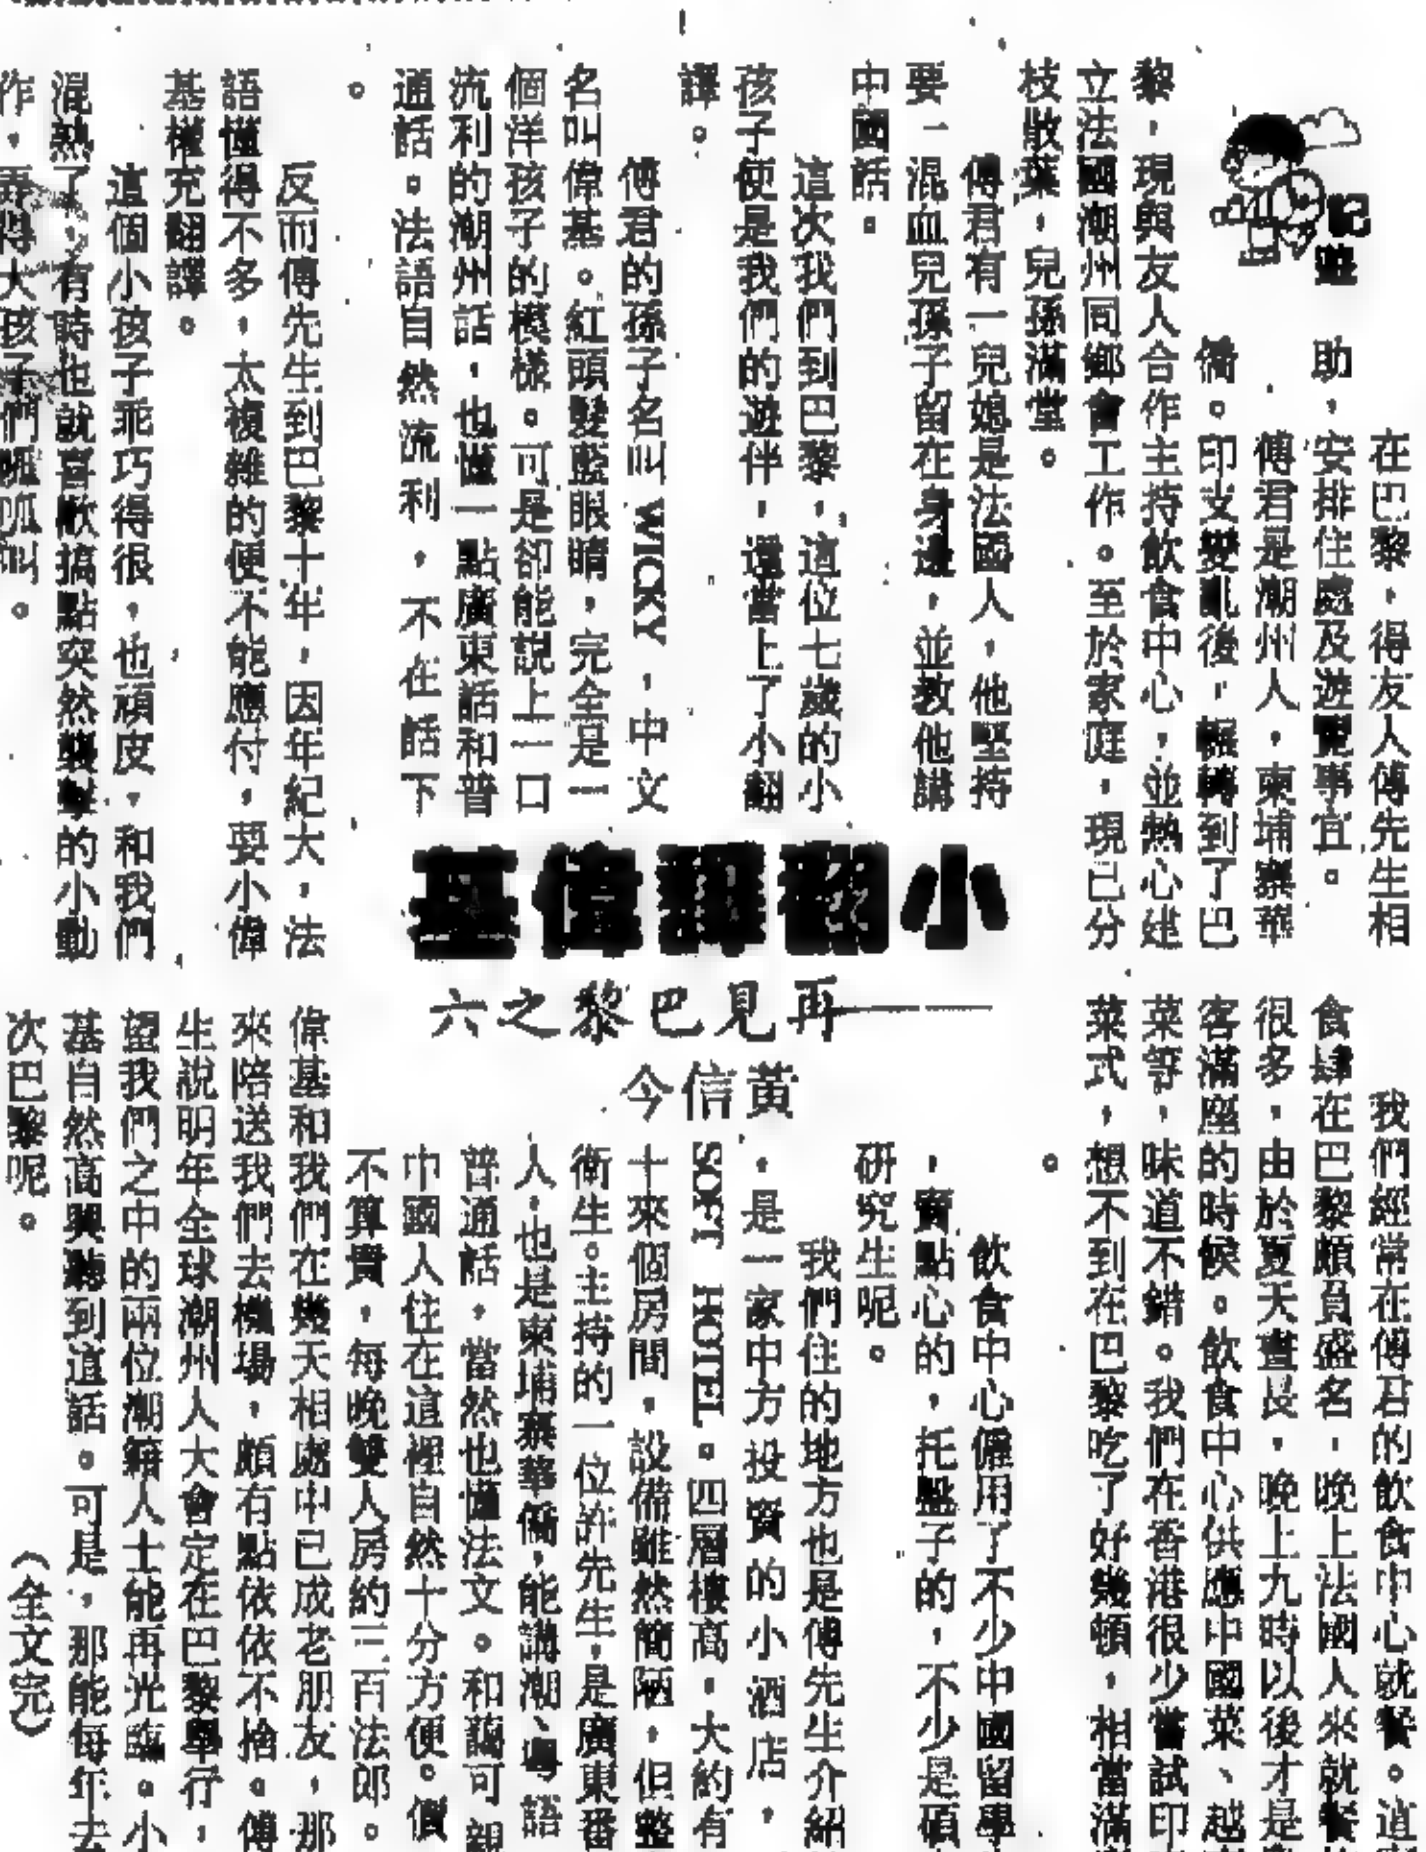 記遊
小翻譯偉基
——再見巴黎之六
黃信今
在巴黎，得友人傅先生相
助，安排住處及遊覽事宜。
傅君是潮州人，柬埔寨華
僑。印支變亂後，輾轉到了巴
黎，現與友人合作主持飲食中心，並熱心建
立法國潮州同鄉會工作。至於家庭，現已分
枝散葉，兒孫滿堂。
傅君有一兒媳是法國人，他堅持
要一混血兒孫子留在身邊，並教他講
中國話。
這次我們到巴黎，這位七歲的小
孩子便是我們的遊伴，還當上了小翻
譯。
傅君的孫子名叫WICKY，中文
名叫偉基。紅頭髮藍眼睛，完全是一
個洋孩子的模樣。可是卻能說上一口
流利的潮州話，也懂一點廣東話和普
通話。法語自然流利，不在話下
。
反而傅先生到巴黎十年，因年紀大，法
語懂得不多，太複雜的便不能應付，要小偉
基權充翻譯。
這個小孩子乖巧得很，也頑皮，和我們
混熟了，有時也就喜歡搞點突然襲擊的小動
作，弄得大孩子們呱呱叫。
我們經常在傅君的飲食中心就餐。這
食肆在巴黎頗負盛名，晚上法國人來就餐
很多，由於夏天晝長，晚上九時以後才是
客滿座的時候。飲食中心供應中國菜、越
菜等，味道不錯。我們在香港很少嘗試印
菜式，想不到在巴黎吃了好幾頓，相當滿
。
飲食中心僱用了不少中國留學
，賣點心的，托盤子的，不少是碩
研究生呢。
我們住的地方也是傅先生介紹
，是一家中方投資的小酒店，
SOFT HOTEL。四層樓高，大約有
十來個房間，設備雖然簡陋，但整
衛生。主持的一位許先生，是廣東番
人，也是柬埔寨華僑，能講潮、粵語
普通話，當然也懂法文。和藹可親
中國人住在這裡自然十分方便。價
不算貴，每晚雙人房約三百法郎。
偉基和我們在幾天相處中已成老朋友，那
來陪送我們去機場，頗有點依依不捨。傅
生說明年全球潮州人大會定在巴黎舉行，
望我們之中的兩位潮籍人士能再光臨。小
基自然高興聽到這話。可是，那能每年去
次巴黎呢。
（全文完）